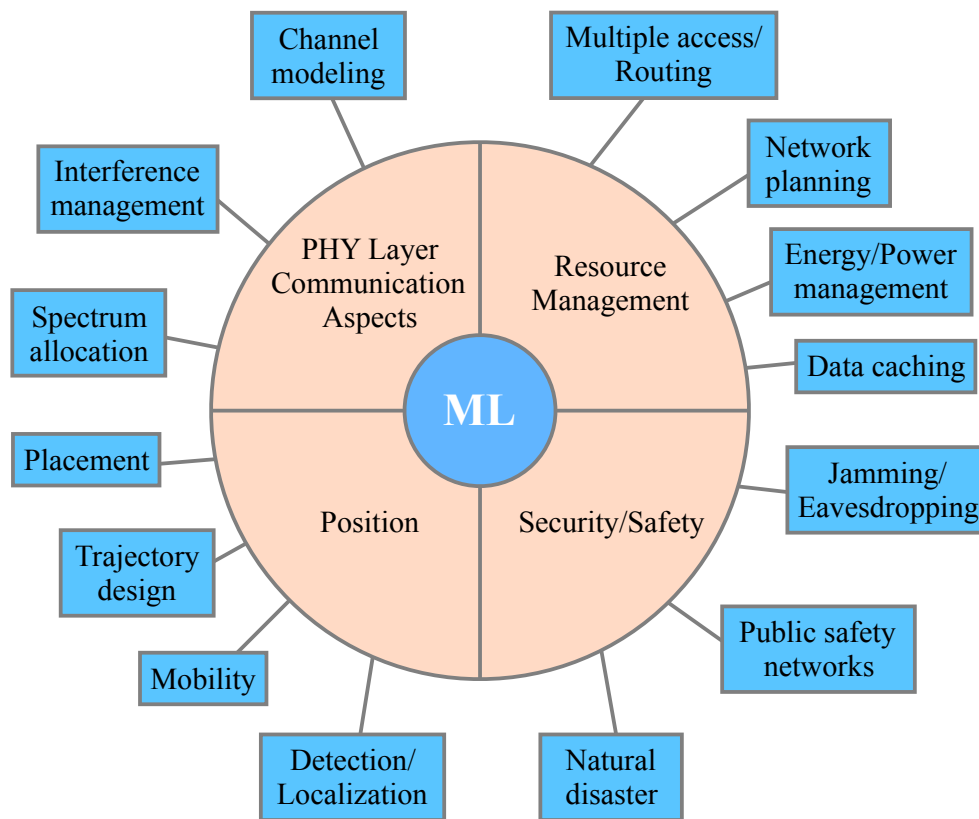 Channel
modeling
Multiple access/
Routing
Interference
management
Network
planning
PHY Layer
Communication
Aspects
Resource
Management
Energy/Power
management
Spectrum
allocation
Data caching
ML
Placement
Position
Security/Safety
Jamming/
Eavesdropping
Trajectory
design
Mobility
Public safety
networks
Detection/
Localization
Natural
disaster